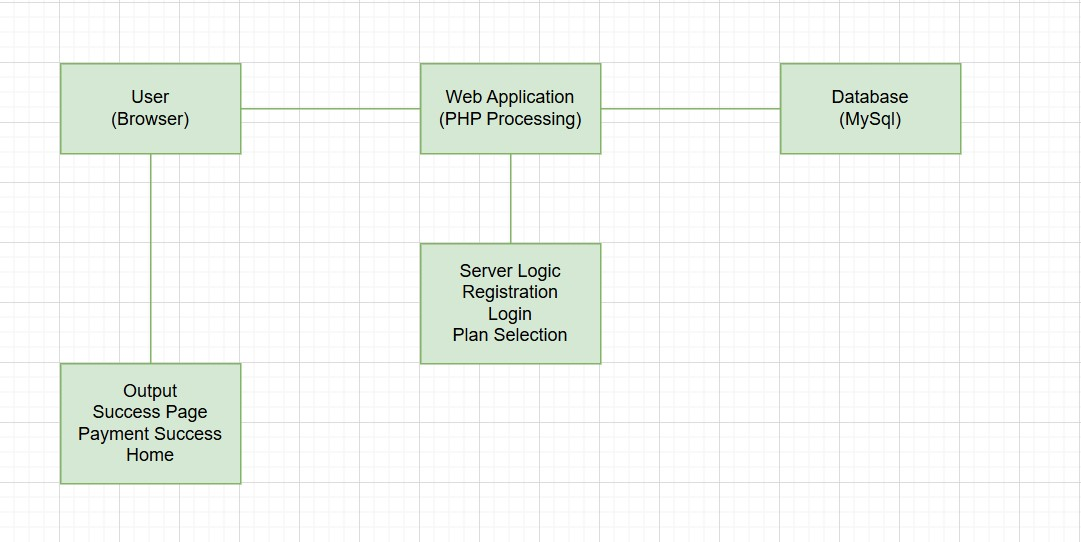 User
(Browser)
Web Application
(PHP Processing)
Database
(MySql)
Server Logic
Registration
Login
Plan Selection
Output
Success Page
Payment Success
Home